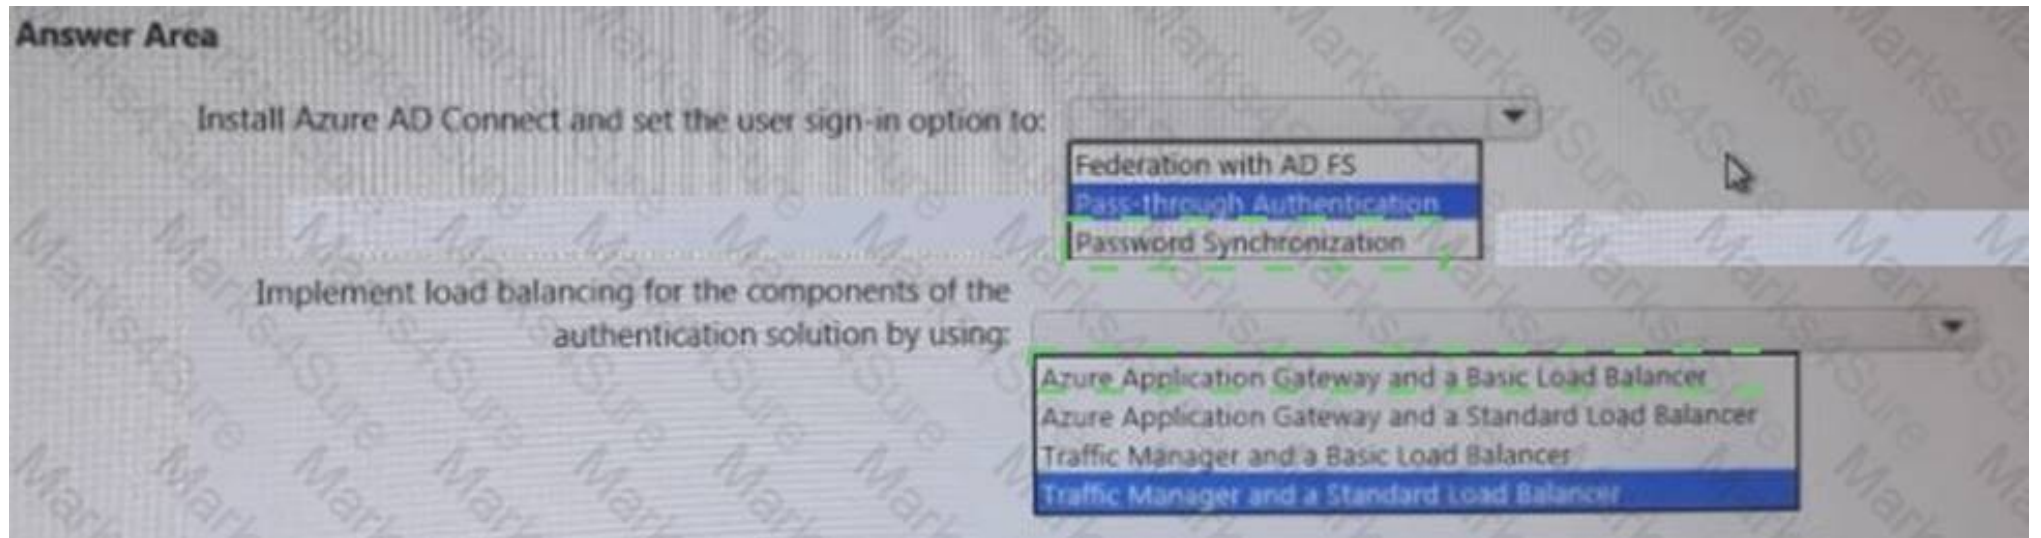 Answer Area
Install Azure AD Connect and set the user sign-in option to:
Federation with AD FS
Pass-through Authentication
Password Synchronization
Implement load balancing for the components of the
authentication solution by using:
Azure Application Gateway and a Basic Load Balancer
Azure Application Gateway and a Standard Load Balancer
Traffic Manager and a Basic Load Balancer
Traffic Manager and a Standard Load Balancer
Marks4Sure